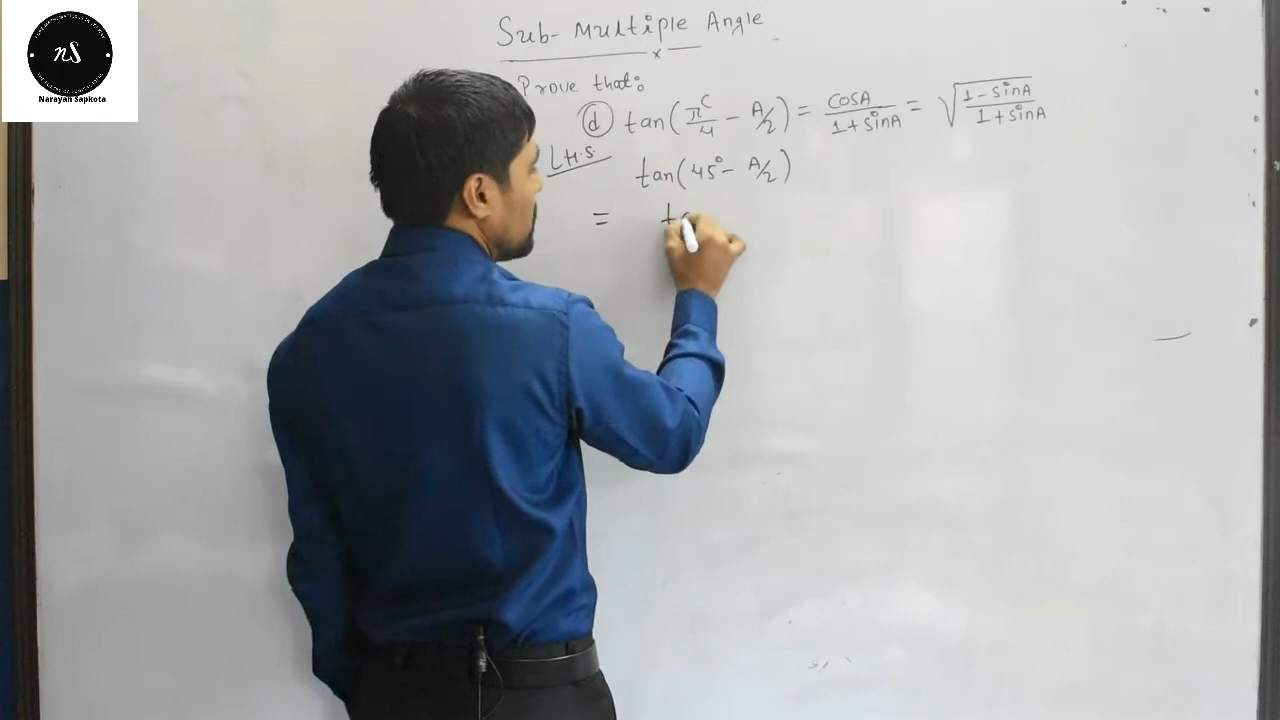 nS
Narayan Sapkota
Sub-Multiple Angle
Prove that:
(d) tan(π^c/4 - A/2) = cosA/(1+sinA) = √((1-sinA)/(1+sinA))
L.H.S. tan(45° - A/2)
= t